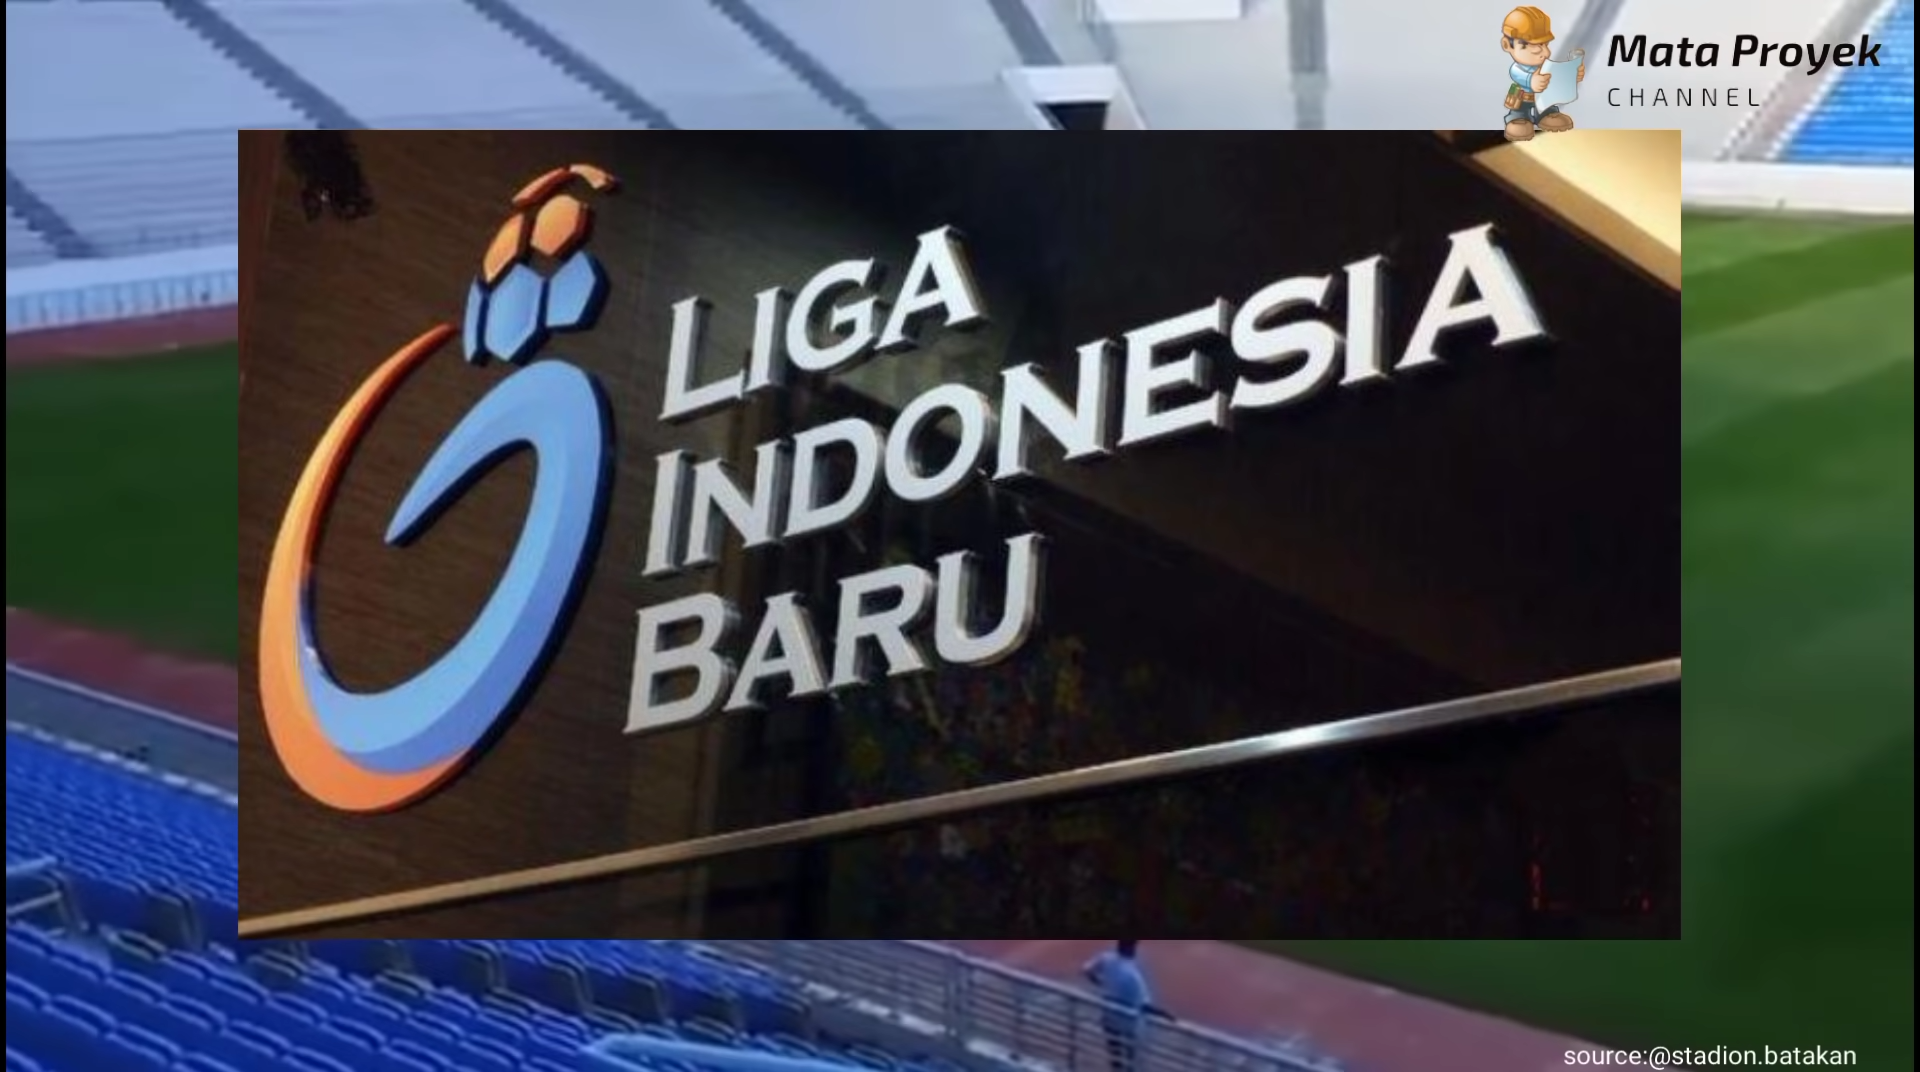 Mata Proyek
CHANNEL
LIGA
INDONESIA
BARU
source:@stadion.batakan